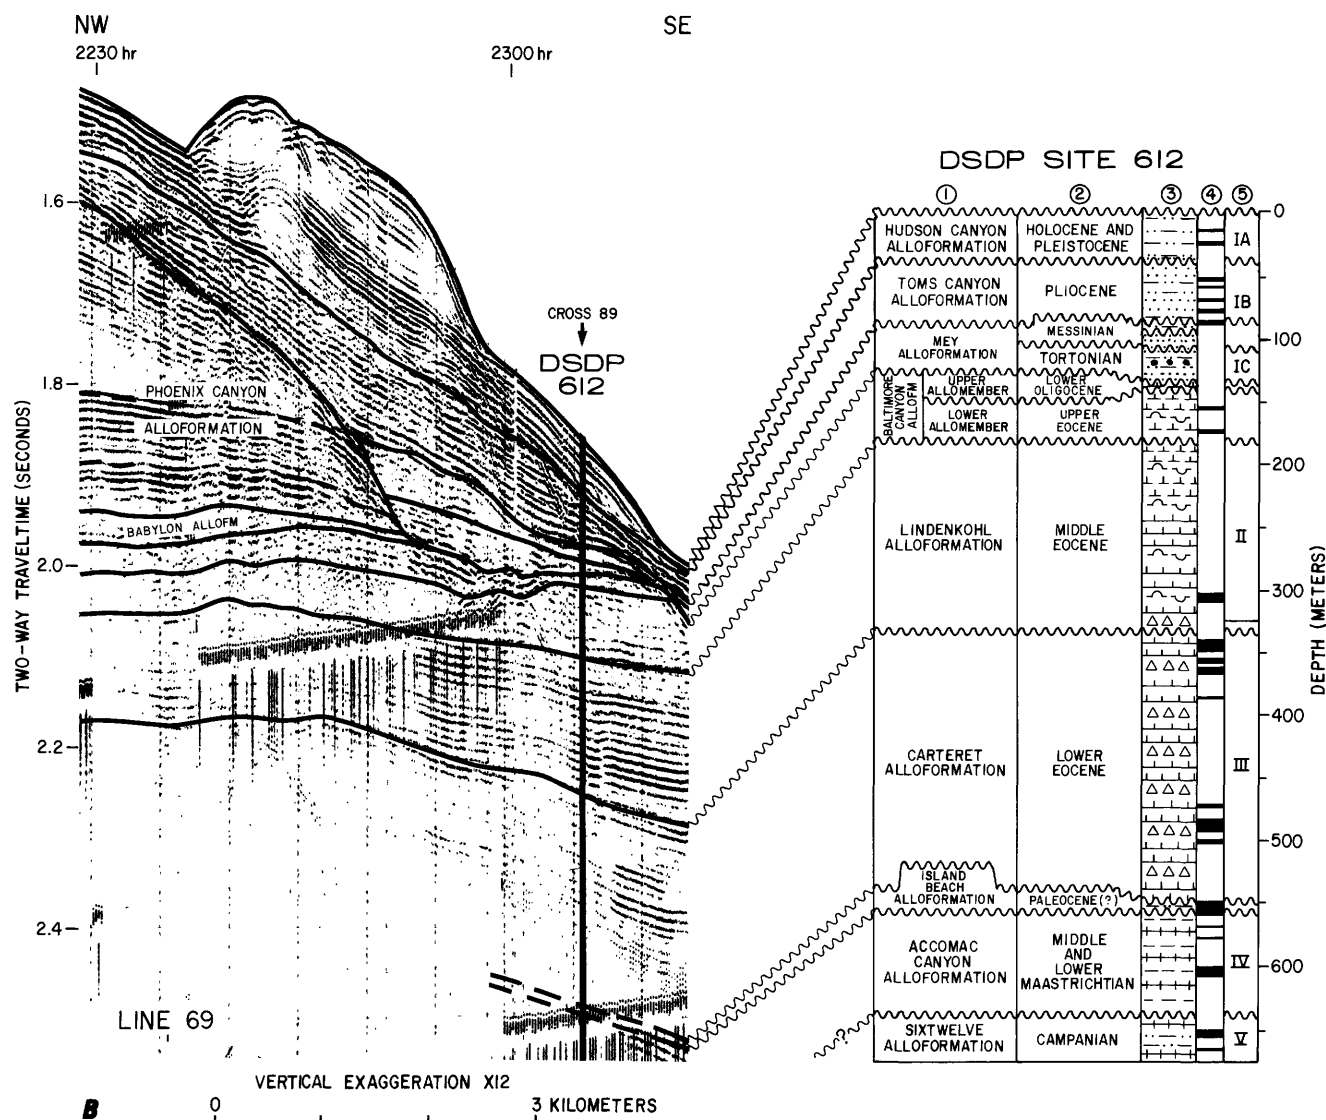 NW
SE
2230 hr
2300 hr
1.6
1.8
2.0
2.2
2.4
TWO-WAY TRAVELTIME (SECONDS)
CROSS 89
DSDP
612
PHOENIX CANYON
ALLOFORMATION
BABYLON ALLOFM
LINE 69
VERTICAL EXAGGERATION X12
B
0
3 KILOMETERS
DSDP SITE 612
① ② ③ ④ ⑤
HUDSON CANYON
ALLOFORMATION
HOLOCENE AND
PLEISTOCENE
IA
TOMS CANYON
ALLOFORMATION
PLIOCENE
IB
MEY
ALLOFORMATION
MESSINIAN
TORTONIAN
IC
BALTIMORE
CANYON
ALLOFM
UPPER
ALLOMEMBER
LOWER
OLIGOCENE
LOWER
ALLOMEMBER
UPPER
EOCENE
LINDENKOHL
ALLOFORMATION
MIDDLE
EOCENE
II
CARTERET
ALLOFORMATION
LOWER
EOCENE
III
ISLAND
BEACH
ALLOFORMATION
PALEOCENE(?)
ACCOMAC
CANYON
ALLOFORMATION
MIDDLE
AND
LOWER
MAASTRICHTIAN
IV
?
SIXTWELVE
ALLOFORMATION
CAMPANIAN
V
0
100
200
300
400
500
600
DEPTH (METERS)